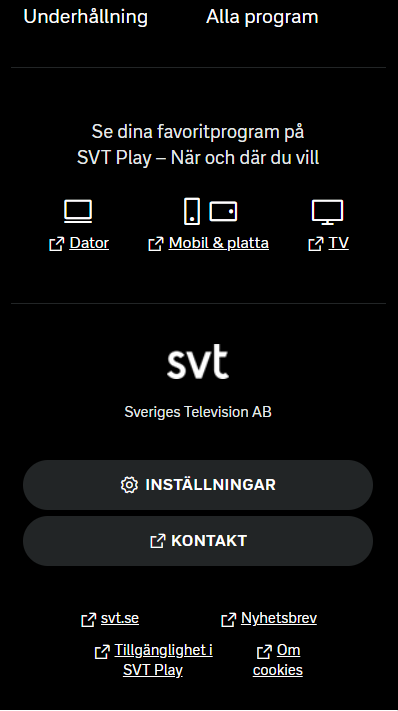 Underhållning Alla program
Se dina favoritprogram på
SVT Play – När och där du vill
Dator Mobil & platta TV
svt
Sveriges Television AB
INSTÄLLNINGAR
KONTAKT
svt.se Nyhetsbrev
Tillgänglighet i Om
SVT Play cookies